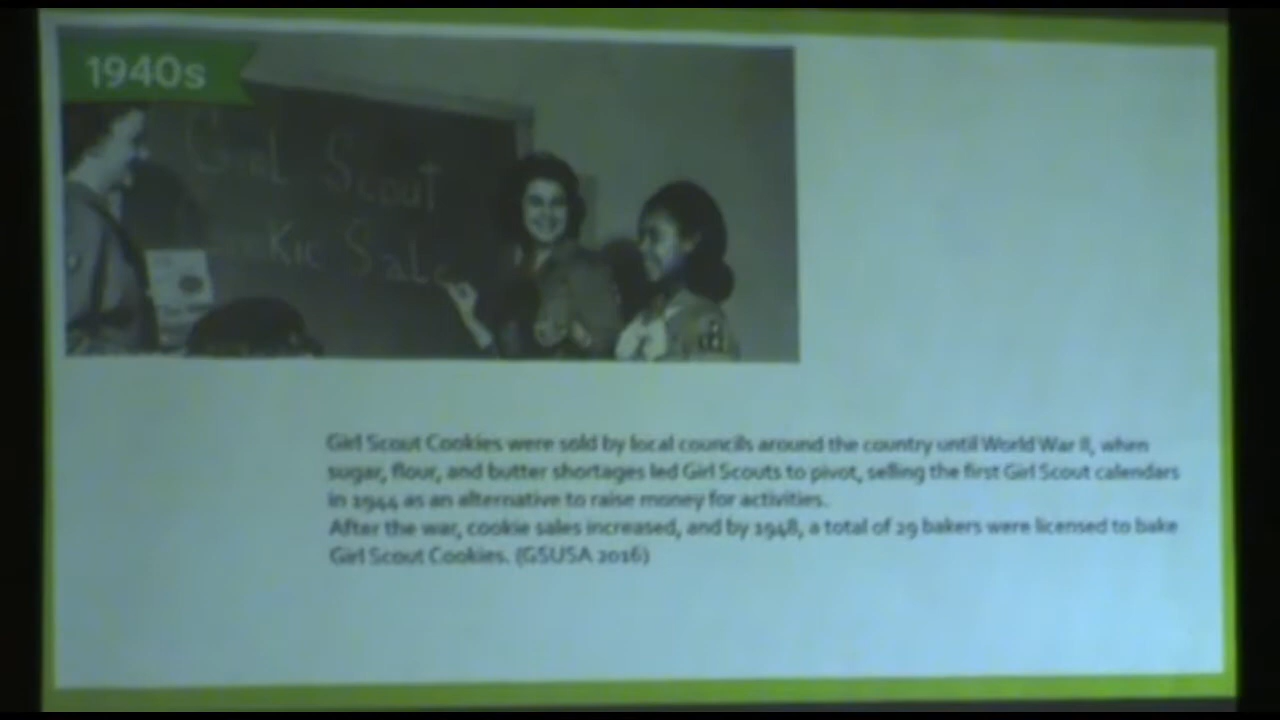 1940s
Girl Scout
kie Sale
Girl Scout Cookies were sold by local councils around the country until World War II, when
sugar, flour, and butter shortages led Girl Scouts to pivot, selling the first Girl Scout calendars
in 1944 as an alternative to raise money for activities.
After the war, cookie sales increased, and by 1948, a total of 29 bakers were licensed to bake
Girl Scout Cookies. (GSUSA 2016)